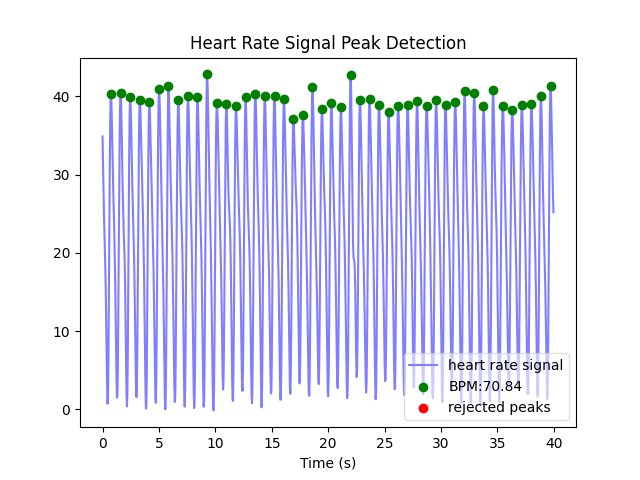 Heart Rate Signal Peak Detection
40
30
20
10
0
heart rate signal
BPM:70.84
rejected peaks
0 5 10 15 20 25 30 35 40
Time (s)